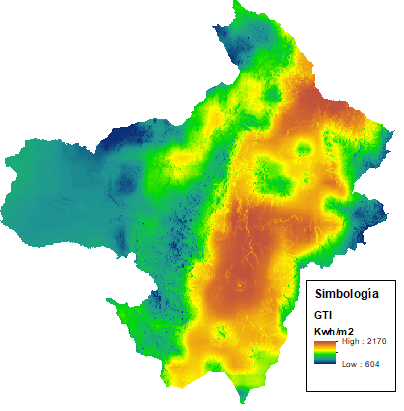 Simbología
GTI
Kwh/m2
High : 2170
Low : 604